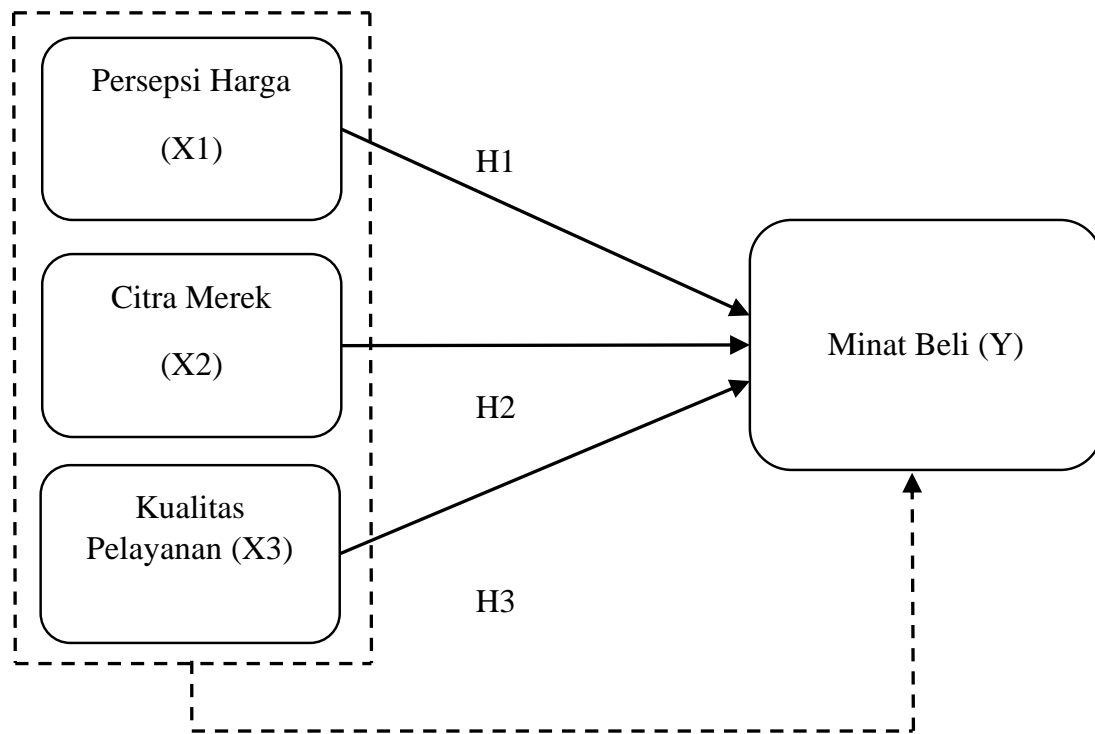 Persepsi Harga
(X1)
H1
Citra Merek
(X2)
Minat Beli (Y)
H2
Kualitas
Pelayanan (X3)
H3